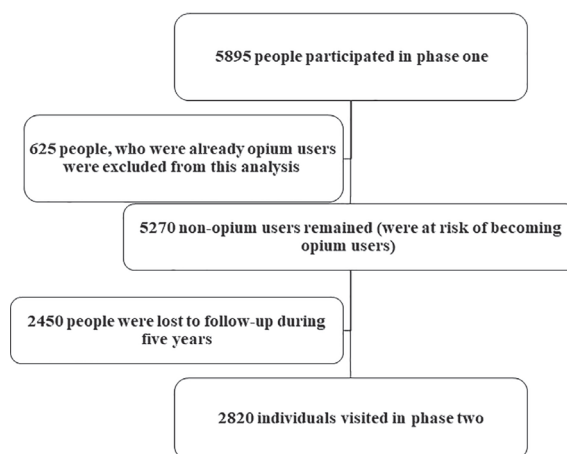 5895 people participated in phase one
625 people, who were already opium users
were excluded from this analysis
5270 non-opium users remained (were at risk of becoming
opium users)
2450 people were lost to follow-up during
five years
2820 individuals visited in phase two